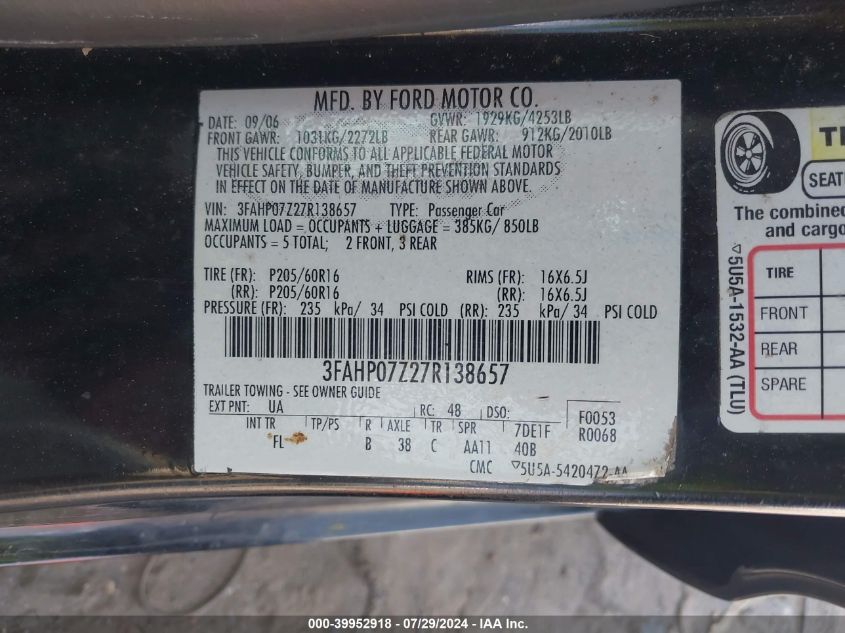 MFD. BY FORD MOTOR CO.
DATE: 09/06 GVWR: 1929KG/4253LB
FRONT GAWR: 1031KG/2272LB REAR GAWR: 912KG/2010LB
THIS VEHICLE CONFORMS TO ALL APPLICABLE FEDERAL MOTOR
VEHICLE SAFETY, BUMPER, AND THEFT PREVENTION STANDARDS
IN EFFECT ON THE DATE OF MANUFACTURE SHOWN ABOVE.
VIN: 3FAHP07Z27R138657 TYPE: Passenger Car
MAXIMUM LOAD = OCCUPANTS + LUGGAGE = 385KG/ 850LB
OCCUPANTS = 5 TOTAL; 2 FRONT, 3 REAR
TIRE (FR): P205/60R16 RIMS (FR): 16X6.5J
(RR): P205/60R16 (RR): 16X6.5J
PRESSURE (FR): 235 kPa/ 34 PSI COLD (RR): 235 kPa/ 34 PSI COLD
3FAHP07Z27R138657
TRAILER TOWING - SEE OWNER GUIDE
EXT PNT: UA RC: 48 DSO: F0053
INT TR TP/PS R AXLE TR SPR 7DE1F R0068
FL B 38 C AA11 40B
CMC ▽5U5A-5420472-AA
SEAT
The combined
and cargo
TIRE
FRONT
REAR
SPARE
▽5U5A-1532-AA (TLU)
000-39952918 - 07/29/2024 - IAA Inc.